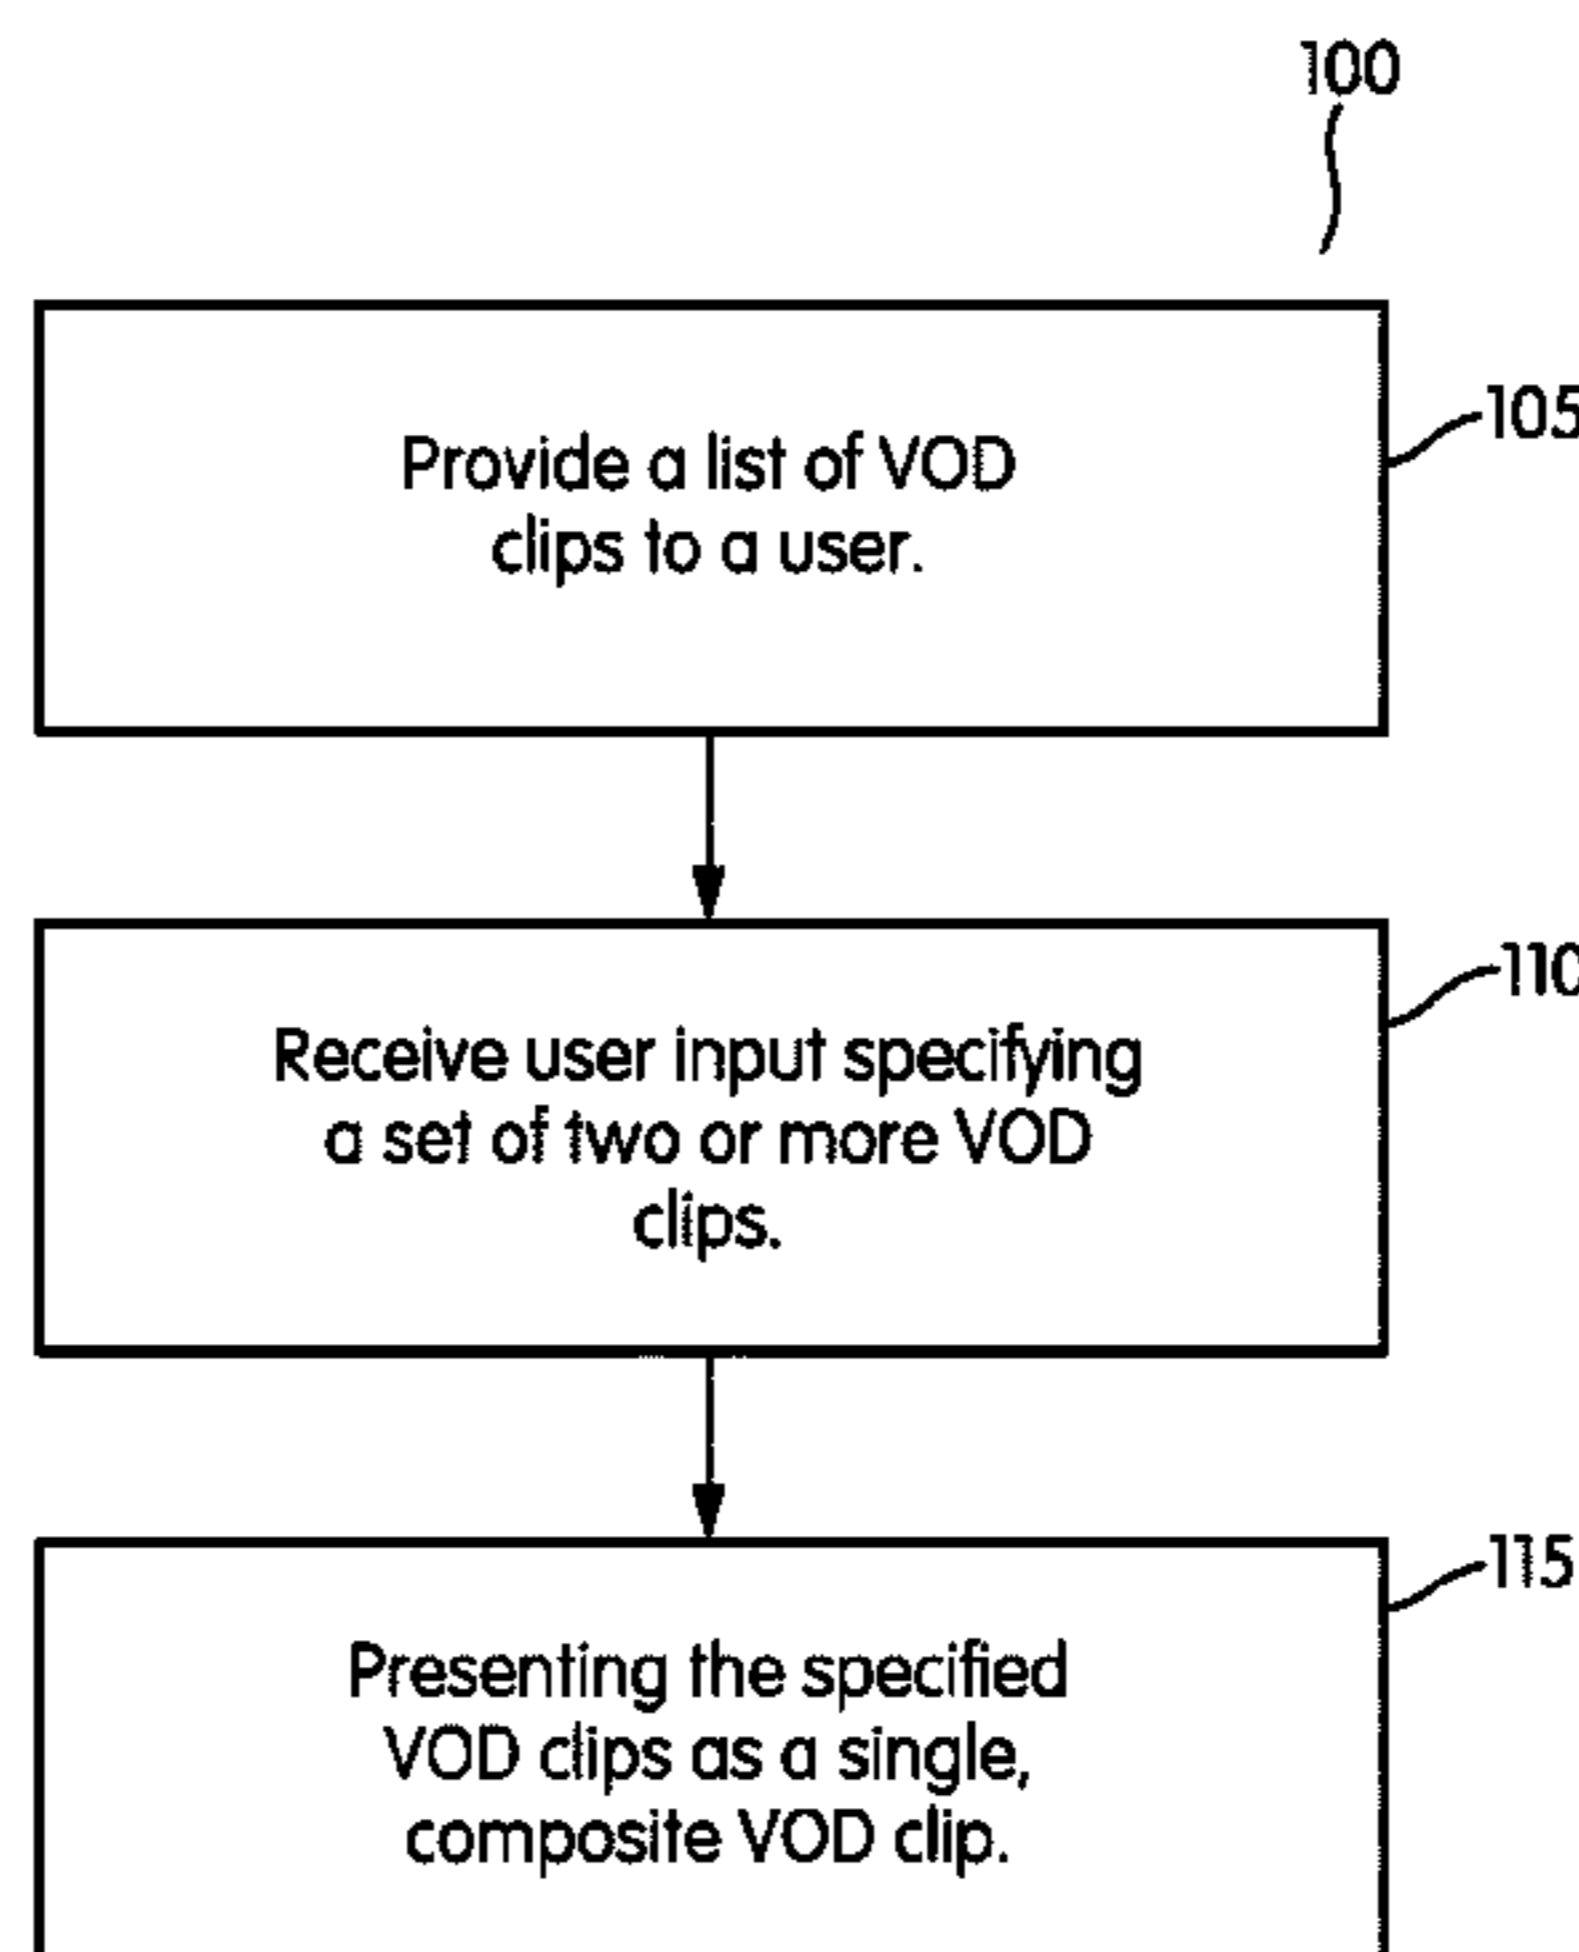 100
Provide a list of VOD
clips to a user.
105
Receive user input specifying
a set of two or more VOD
clips.
110
Presenting the specified
VOD clips as a single,
composite VOD clip.
115